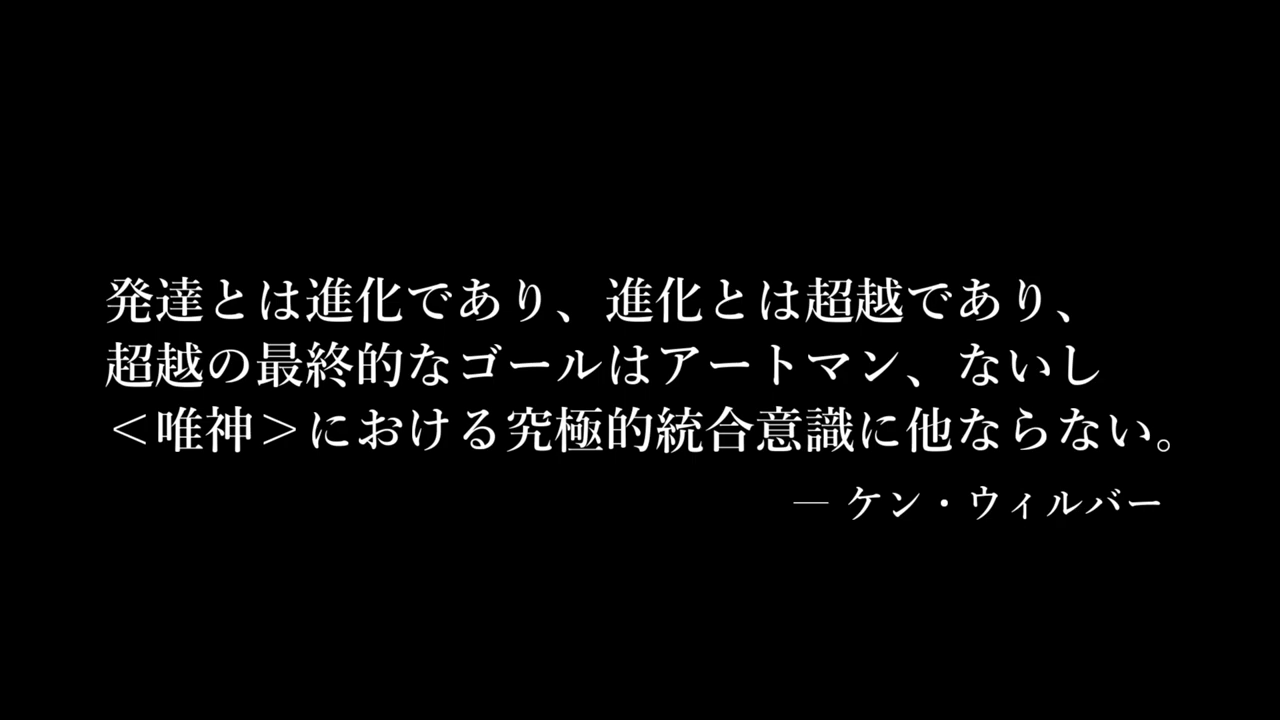 発達とは進化であり、進化とは超越であり、
超越の最終的なゴールはアートマン、ないし
＜唯神＞における究極的統合意識に他ならない。
― ケン・ウィルバー